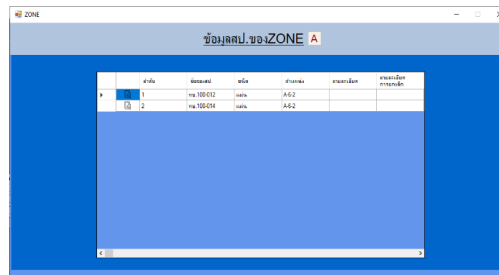 ZONE
ข้อมูลสป.ของZONE A
ลำดับ ชื่อของสป. ชนิด ตำแหน่ง รายละเอียด รายละเอียดการยกเลิก
1 ทบ.100-012 แผ่น A-6-2
2 ทบ.100-014 แผ่น A-6-2